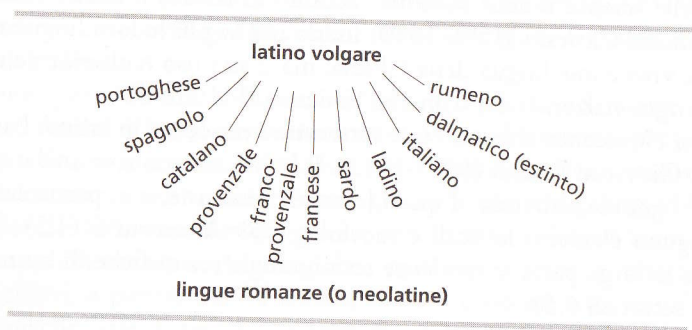 latino volgare
portoghese
spagnolo
catalano
provenzale
franco-
provenzale
francese
sardo
ladino
italiano
dalmatico (estinto)
rumeno
lingue romanze (o neolatine)